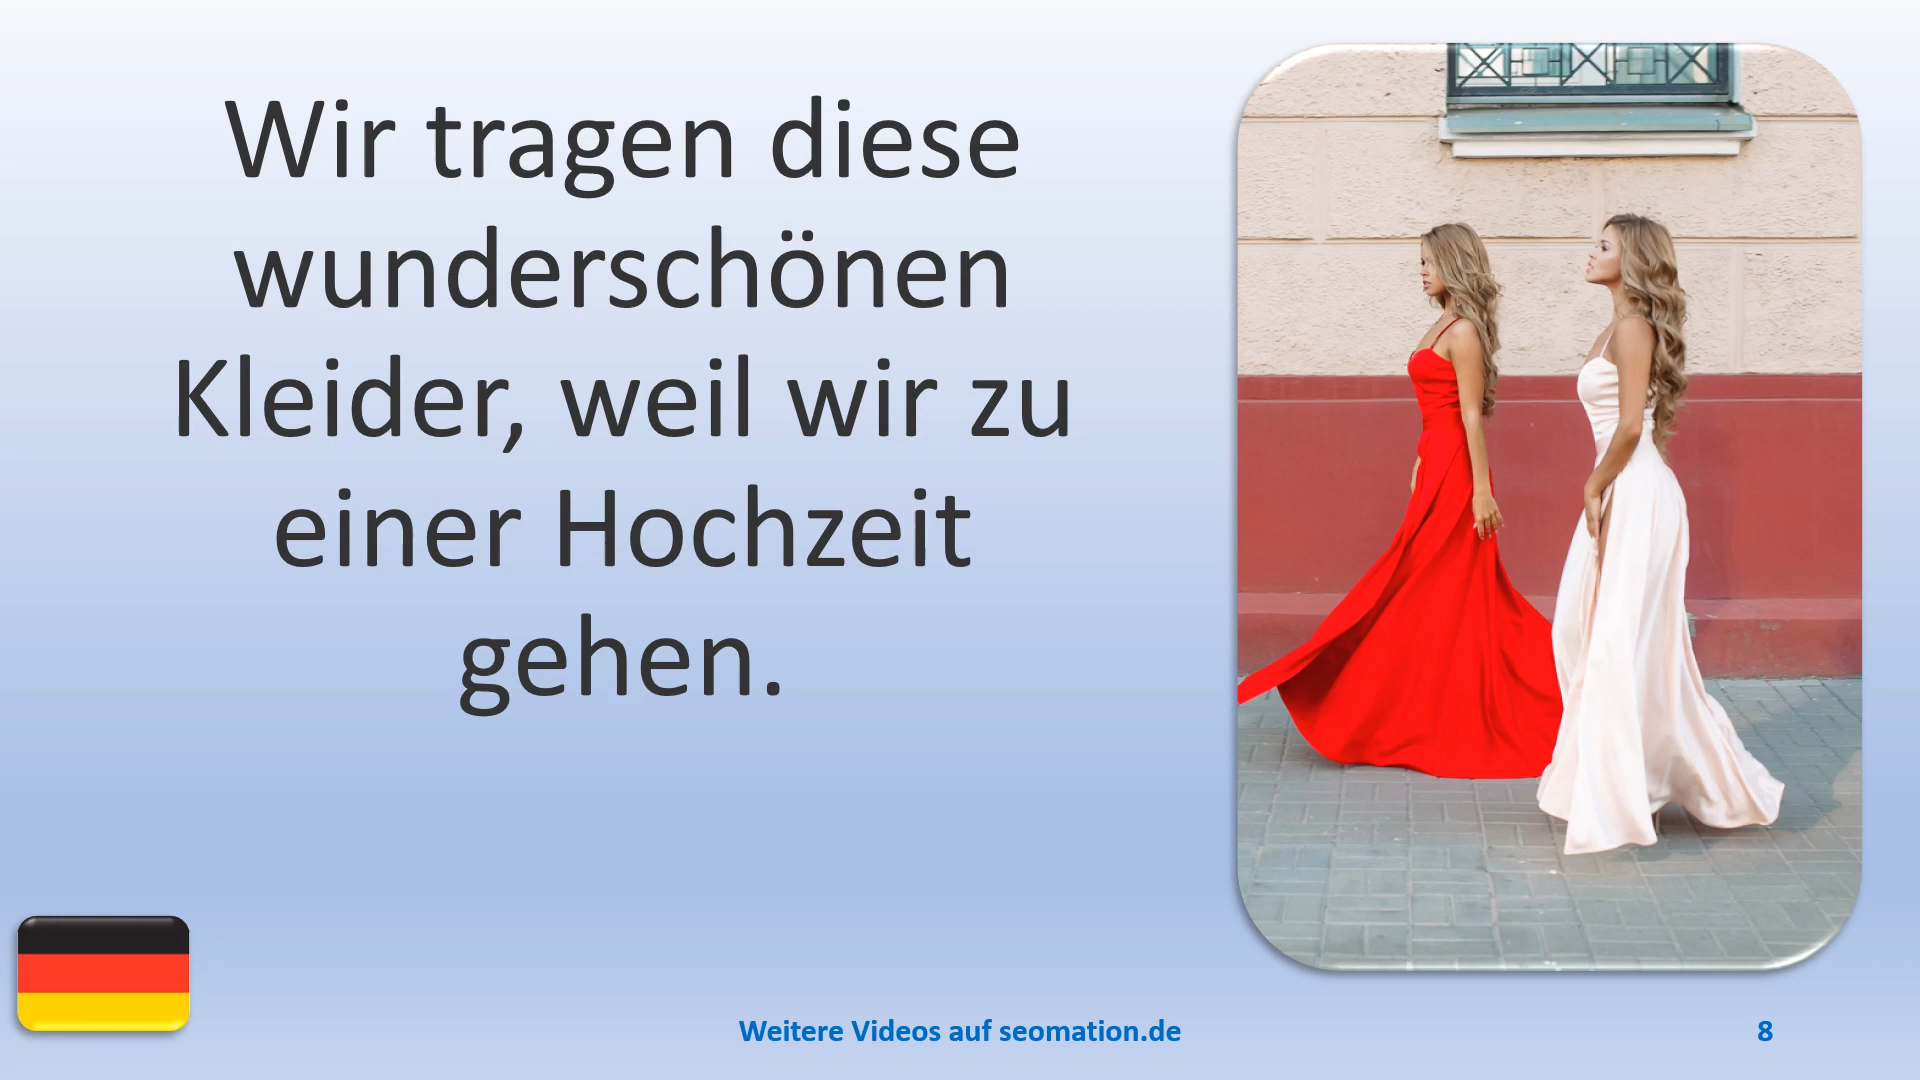 Wir tragen diese
wunderschönen
Kleider, weil wir zu
einer Hochzeit
gehen.
Weitere Videos auf seomation.de
8